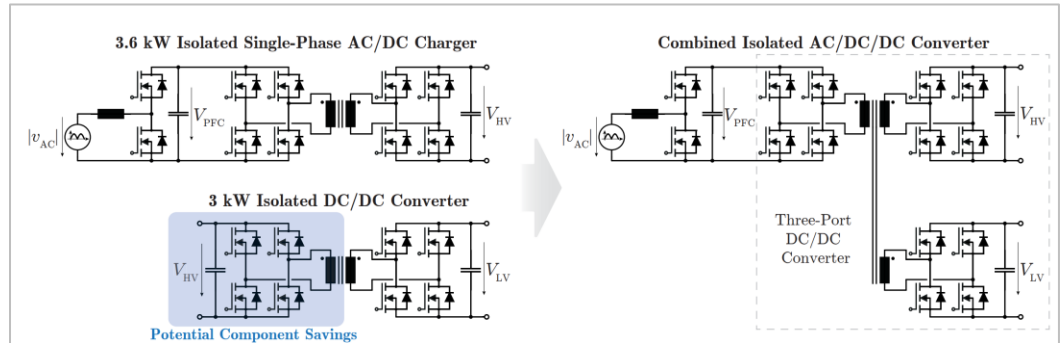 3.6 kW Isolated Single-Phase AC/DC Charger
|v_AC|
V_PFC
V_HV
3 kW Isolated DC/DC Converter
V_HV
V_LV
Potential Component Savings
Combined Isolated AC/DC/DC Converter
|v_AC|
V_PFC
V_HV
Three-Port
DC/DC
Converter
V_LV